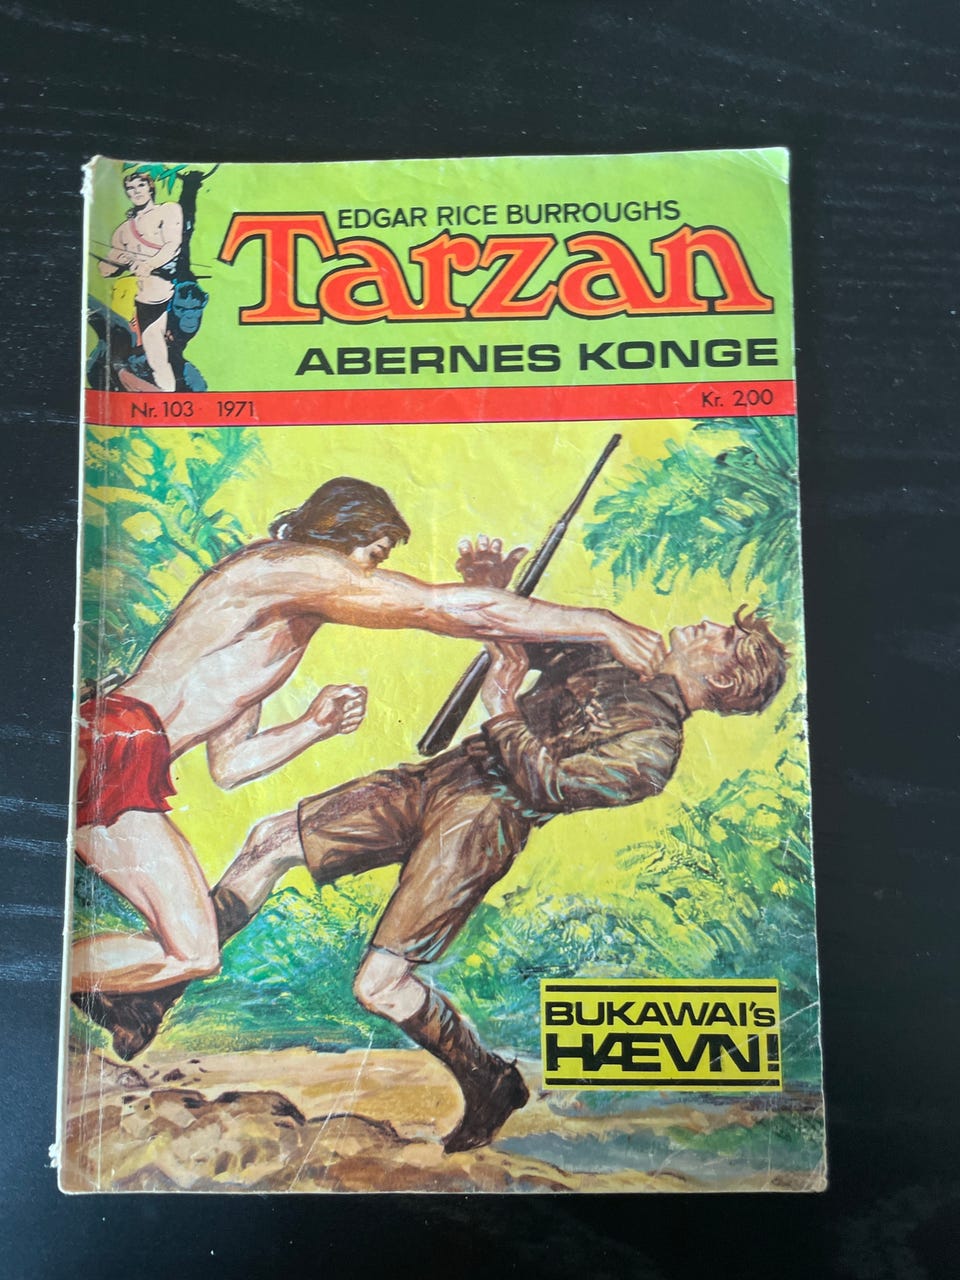 EDGAR RICE BURROUGHS
Tarzan
ABERNES KONGE
Nr. 103 1971 Kr. 2,00
BUKAWAI's
HÆVN!